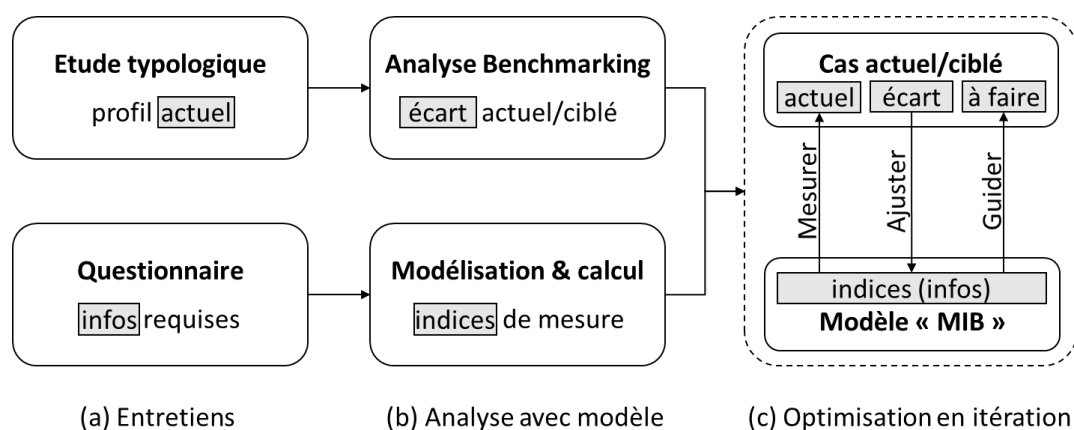 Etude typologique
profil actuel
Analyse Benchmarking
écart actuel/ciblé
Cas actuel/ciblé
actuel écart à faire
Mesurer
Ajuster
Guider
Questionnaire
infos requises
Modélisation & calcul
indices de mesure
indices (infos)
Modèle « MIB »
(a) Entretiens
(b) Analyse avec modèle
(c) Optimisation en itération